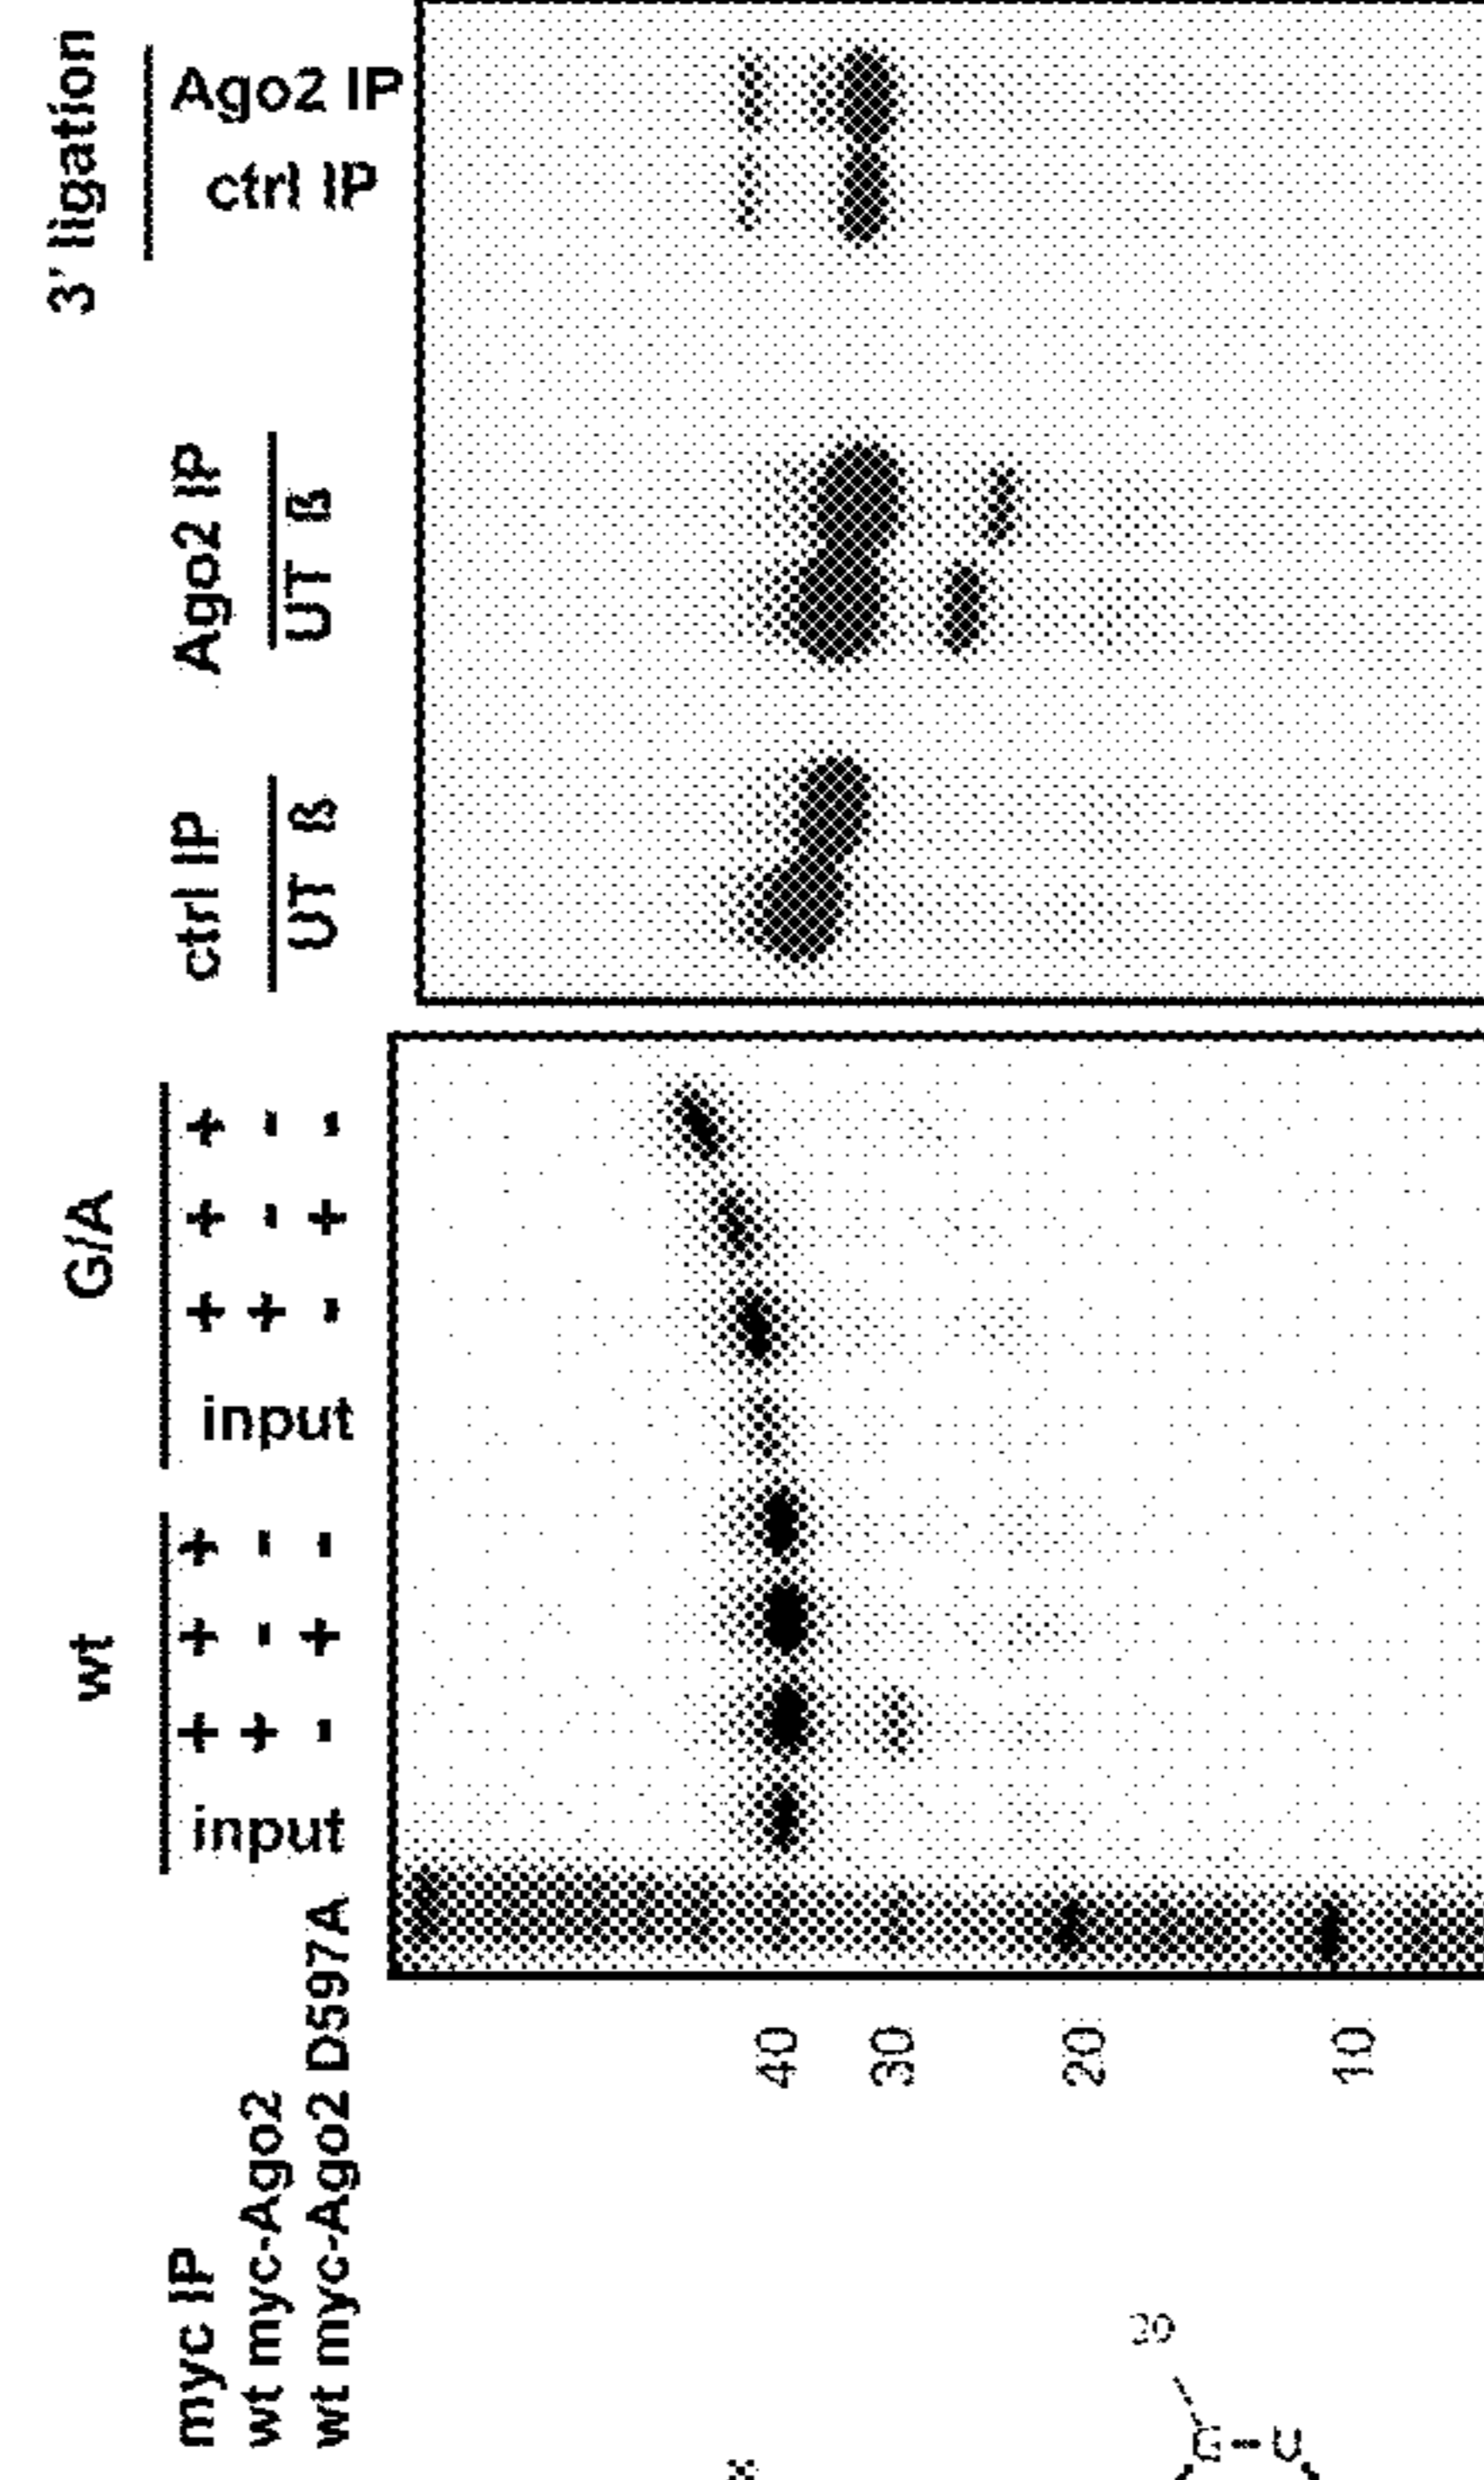 wt
G/A
3' ligation
myc IP + + + + + +
wt myc-Ago2 + - - + - -
wt myc-Ago2 D597A - + - - + -
input
input
ctrl IP
Ago2 IP
UT ß
UT ß
ctrl IP
Ago2 IP
40
30
20
10
20
G
U